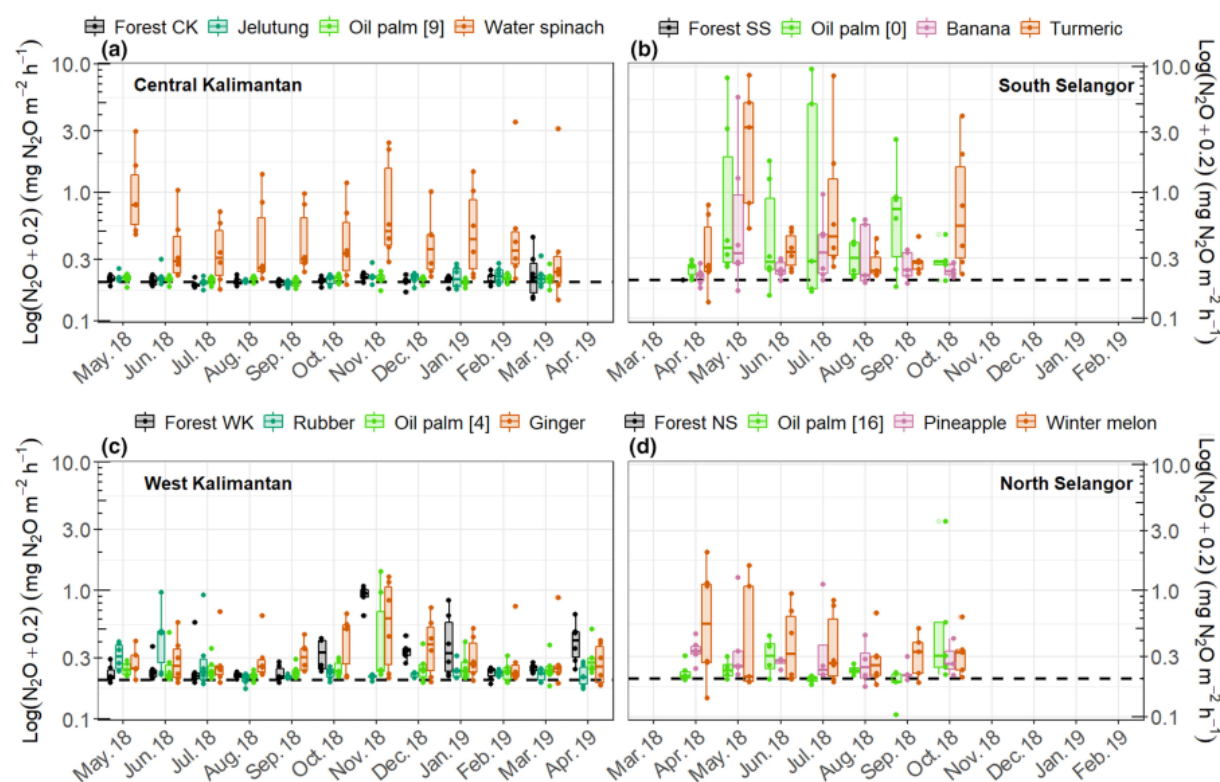 Forest CK Jelutung Oil palm [9] Water spinach
Forest SS Oil palm [0] Banana Turmeric
(a)
Central Kalimantan
Log(N₂O + 0.2) (mg N₂O m⁻² h⁻¹)
10.0
3.0
1.0
0.3
0.1
May. 18
Jun. 18
Jul. 18
Aug. 18
Sep. 18
Oct. 18
Nov. 18
Dec. 18
Jan. 19
Feb. 19
Mar. 19
Apr. 19
(b)
South Selangor
10.0
3.0
1.0
0.3
0.1
Log(N₂O + 0.2) (mg N₂O m⁻² h⁻¹)
Mar. 18
Apr. 18
May. 18
Jun. 18
Jul. 18
Aug. 18
Sep. 18
Oct. 18
Nov. 18
Dec. 18
Jan. 19
Feb. 19
Forest WK Rubber Oil palm [4] Ginger
Forest NS Oil palm [16] Pineapple Winter melon
(c)
West Kalimantan
Log(N₂O + 0.2) (mg N₂O m⁻² h⁻¹)
10.0
3.0
1.0
0.3
0.1
May. 18
Jun. 18
Jul. 18
Aug. 18
Sep. 18
Oct. 18
Nov. 18
Dec. 18
Jan. 19
Feb. 19
Mar. 19
Apr. 19
(d)
North Selangor
10.0
3.0
1.0
0.3
0.1
Log(N₂O + 0.2) (mg N₂O m⁻² h⁻¹)
Mar. 18
Apr. 18
May. 18
Jun. 18
Jul. 18
Aug. 18
Sep. 18
Oct. 18
Nov. 18
Dec. 18
Jan. 19
Feb. 19